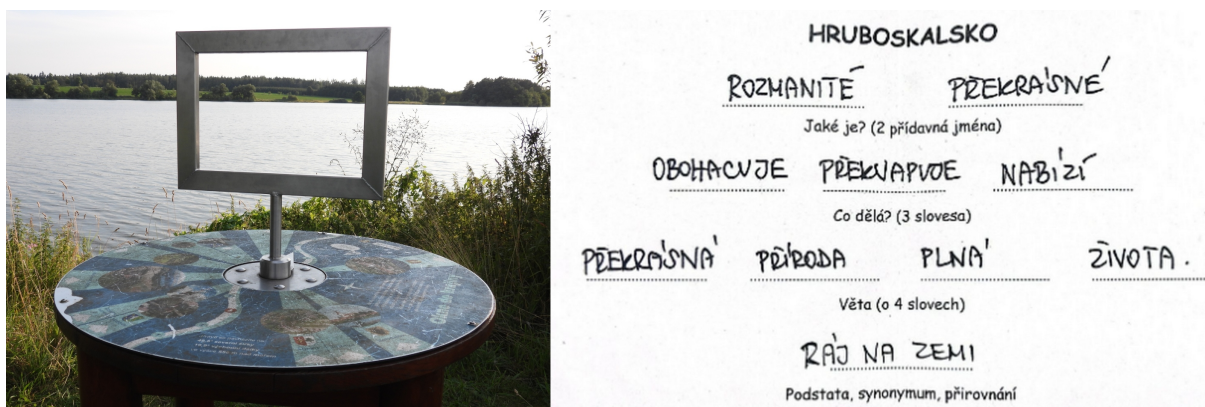 HRUBOSKALSKO
ROZMANITÉ PŘEKRÁSNÉ
Jaké je? (2 přídavná jména)
OBOHACUJE PŘEKVAPUJE NABÍZÍ
Co dělá? (3 slovesa)
PŘEKRÁSNÁ PŘÍRODA PLNÁ ŽIVOTA.
Věta (o 4 slovech)
RÁJ NA ZEMI
Podstata, synonymum, přirovnání